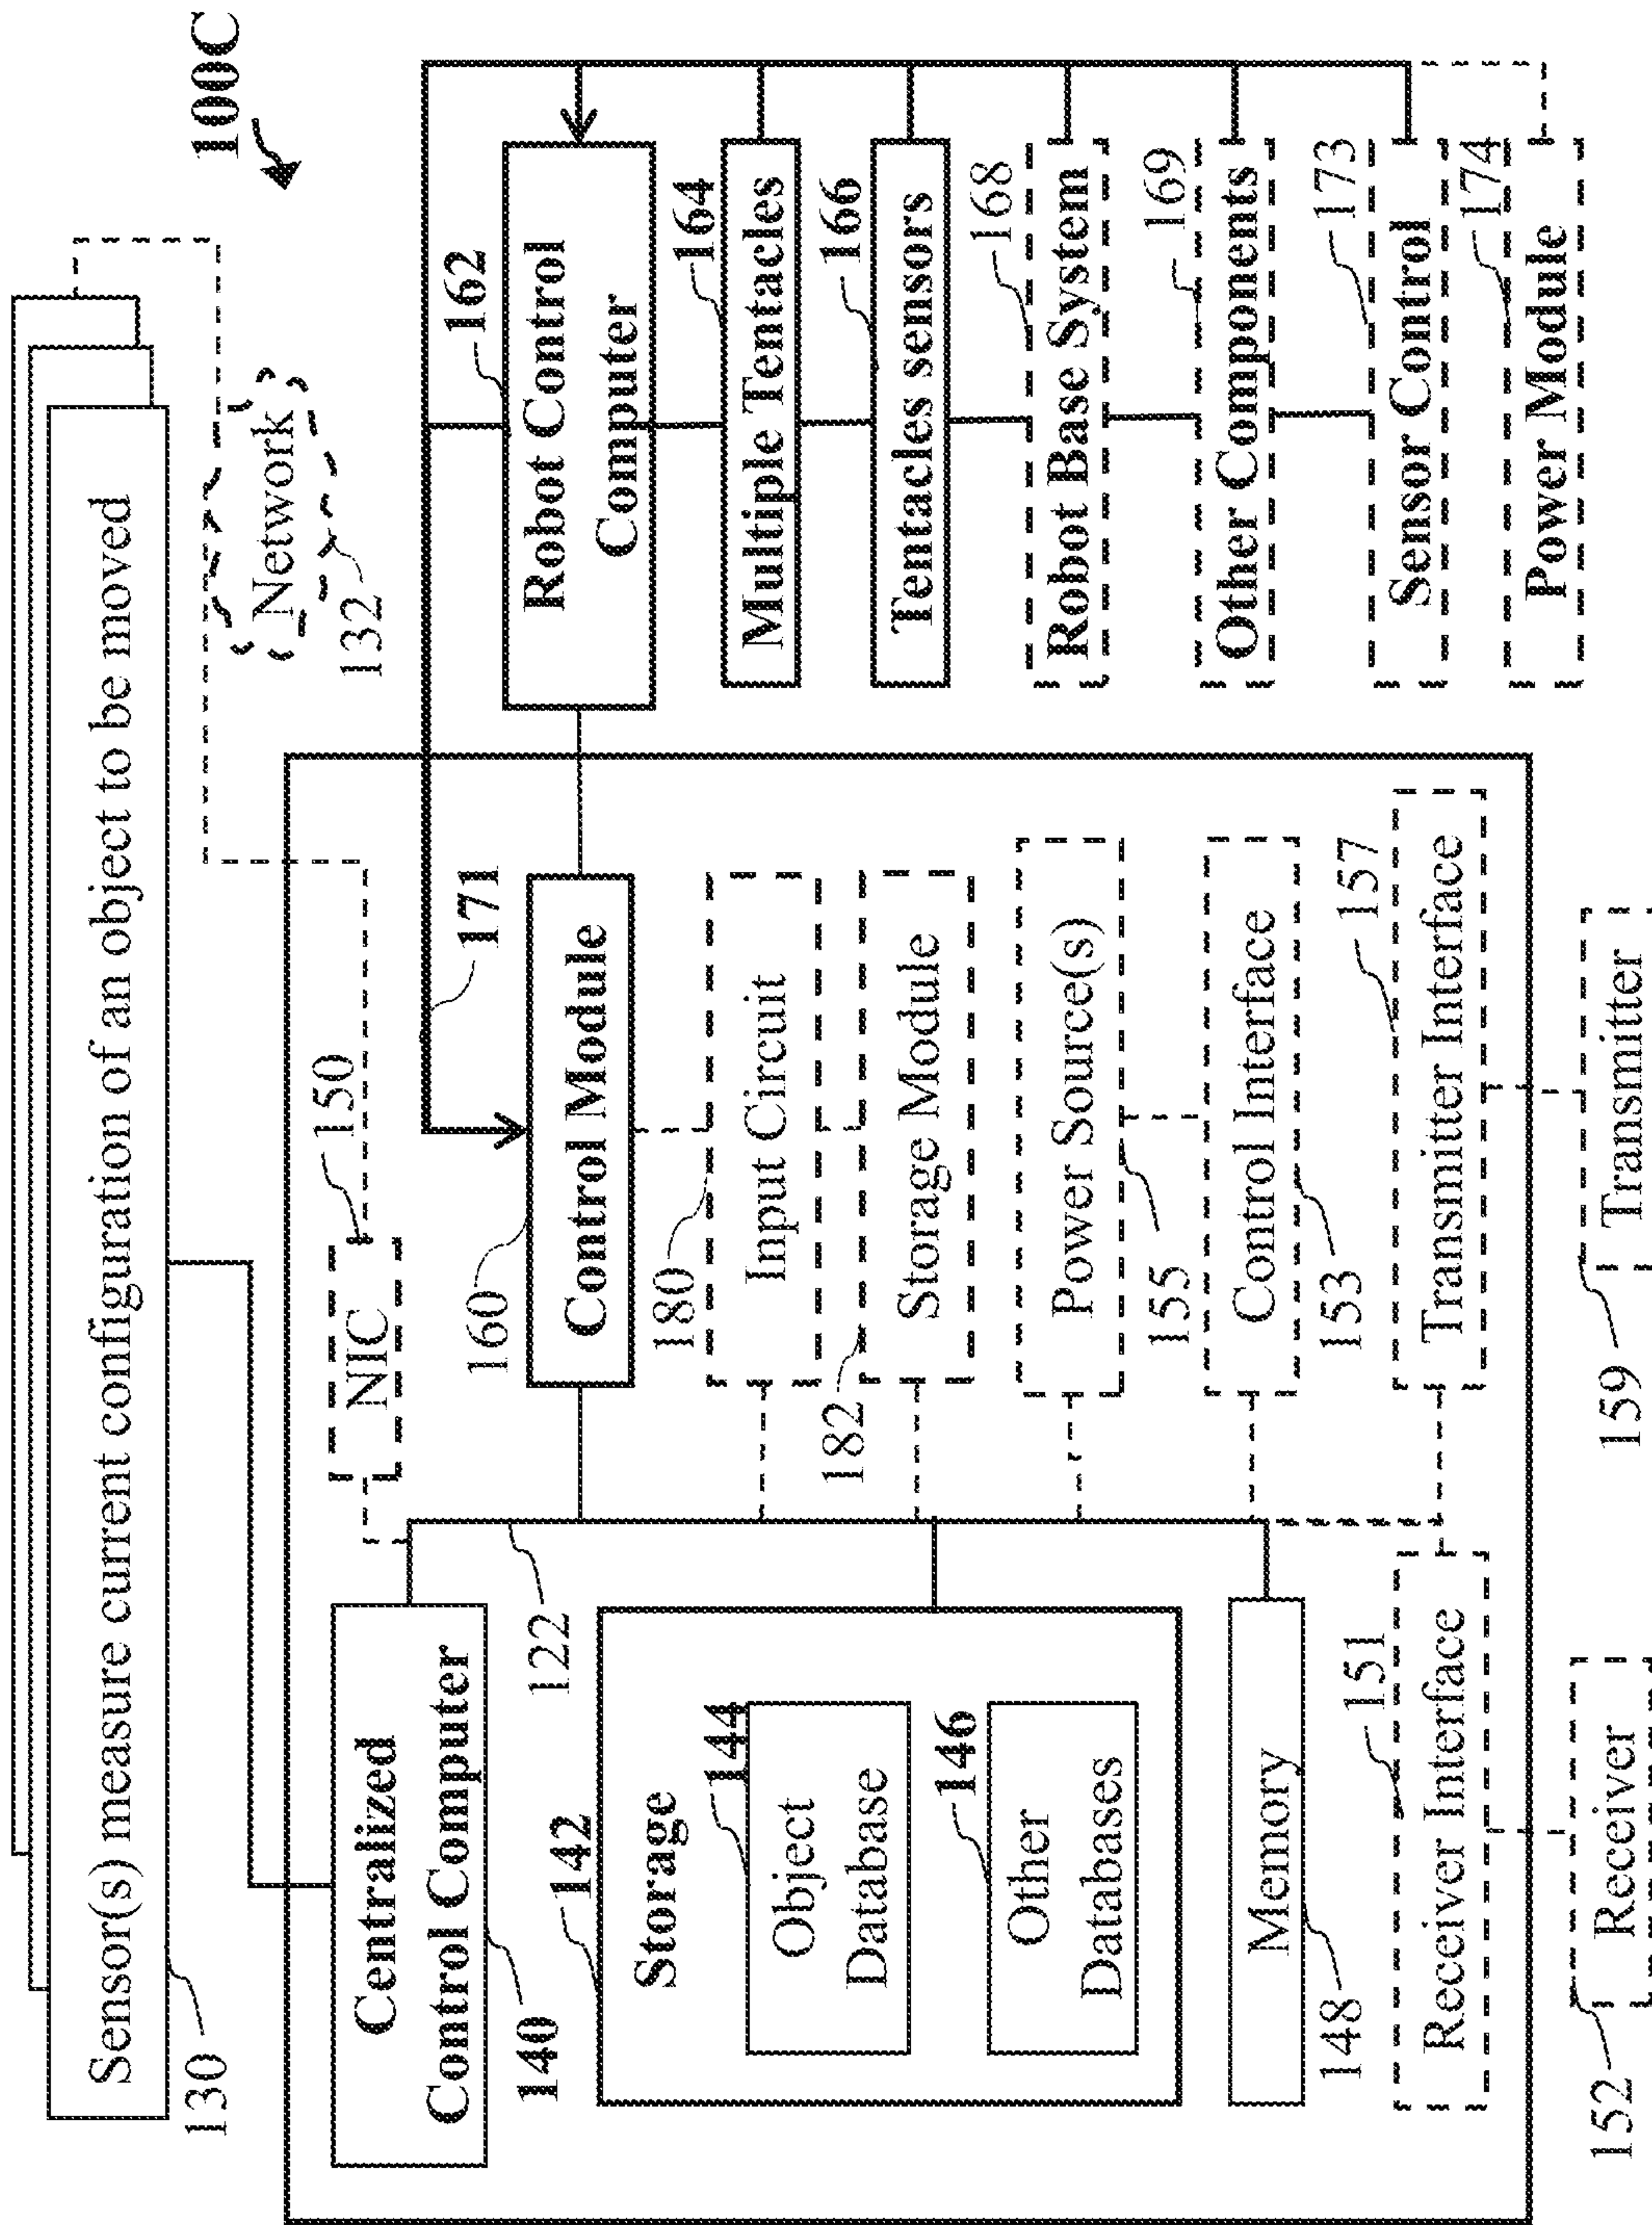 100C
Sensor(s) measure current configuration of an object to be moved
130
Network
132
NIC
150
171
Centralized
Control Computer
140
122
160
Control Module
162
Robot Control
Computer
142
Storage
144
Object
Database
146
Other
Databases
180
Input Circuit
182
Storage Module
Power Source(s)
155
Control Interface
153
164
Multiple Tentacles
166
Tentacles sensors
168
Robot Base System
169
Other Components
173
Sensor Control
174
Power Module
Memory
148
151
Receiver Interface
157
Transmitter Interface
152
Receiver
159
Transmitter